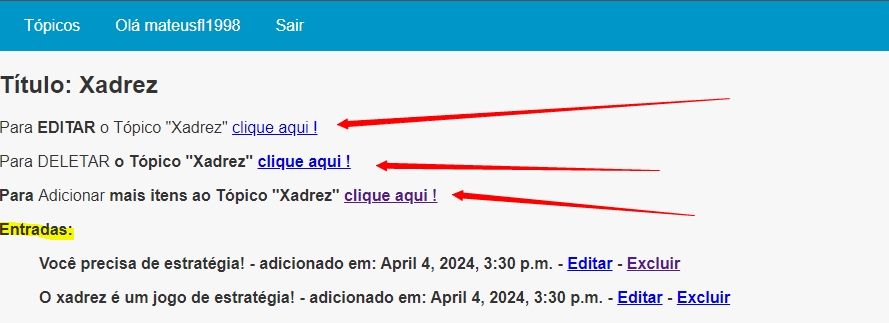 Tópicos Olá mateusfl1998 Sair
Título: Xadrez
Para EDITAR o Tópico "Xadrez" clique aqui !
Para DELETAR o Tópico "Xadrez" clique aqui !
Para Adicionar mais itens ao Tópico "Xadrez" clique aqui !
Entradas:
Você precisa de estratégia! - adicionado em: April 4, 2024, 3:30 p.m. - Editar - Excluir
O xadrez é um jogo de estratégia! - adicionado em: April 4, 2024, 3:30 p.m. - Editar - Excluir